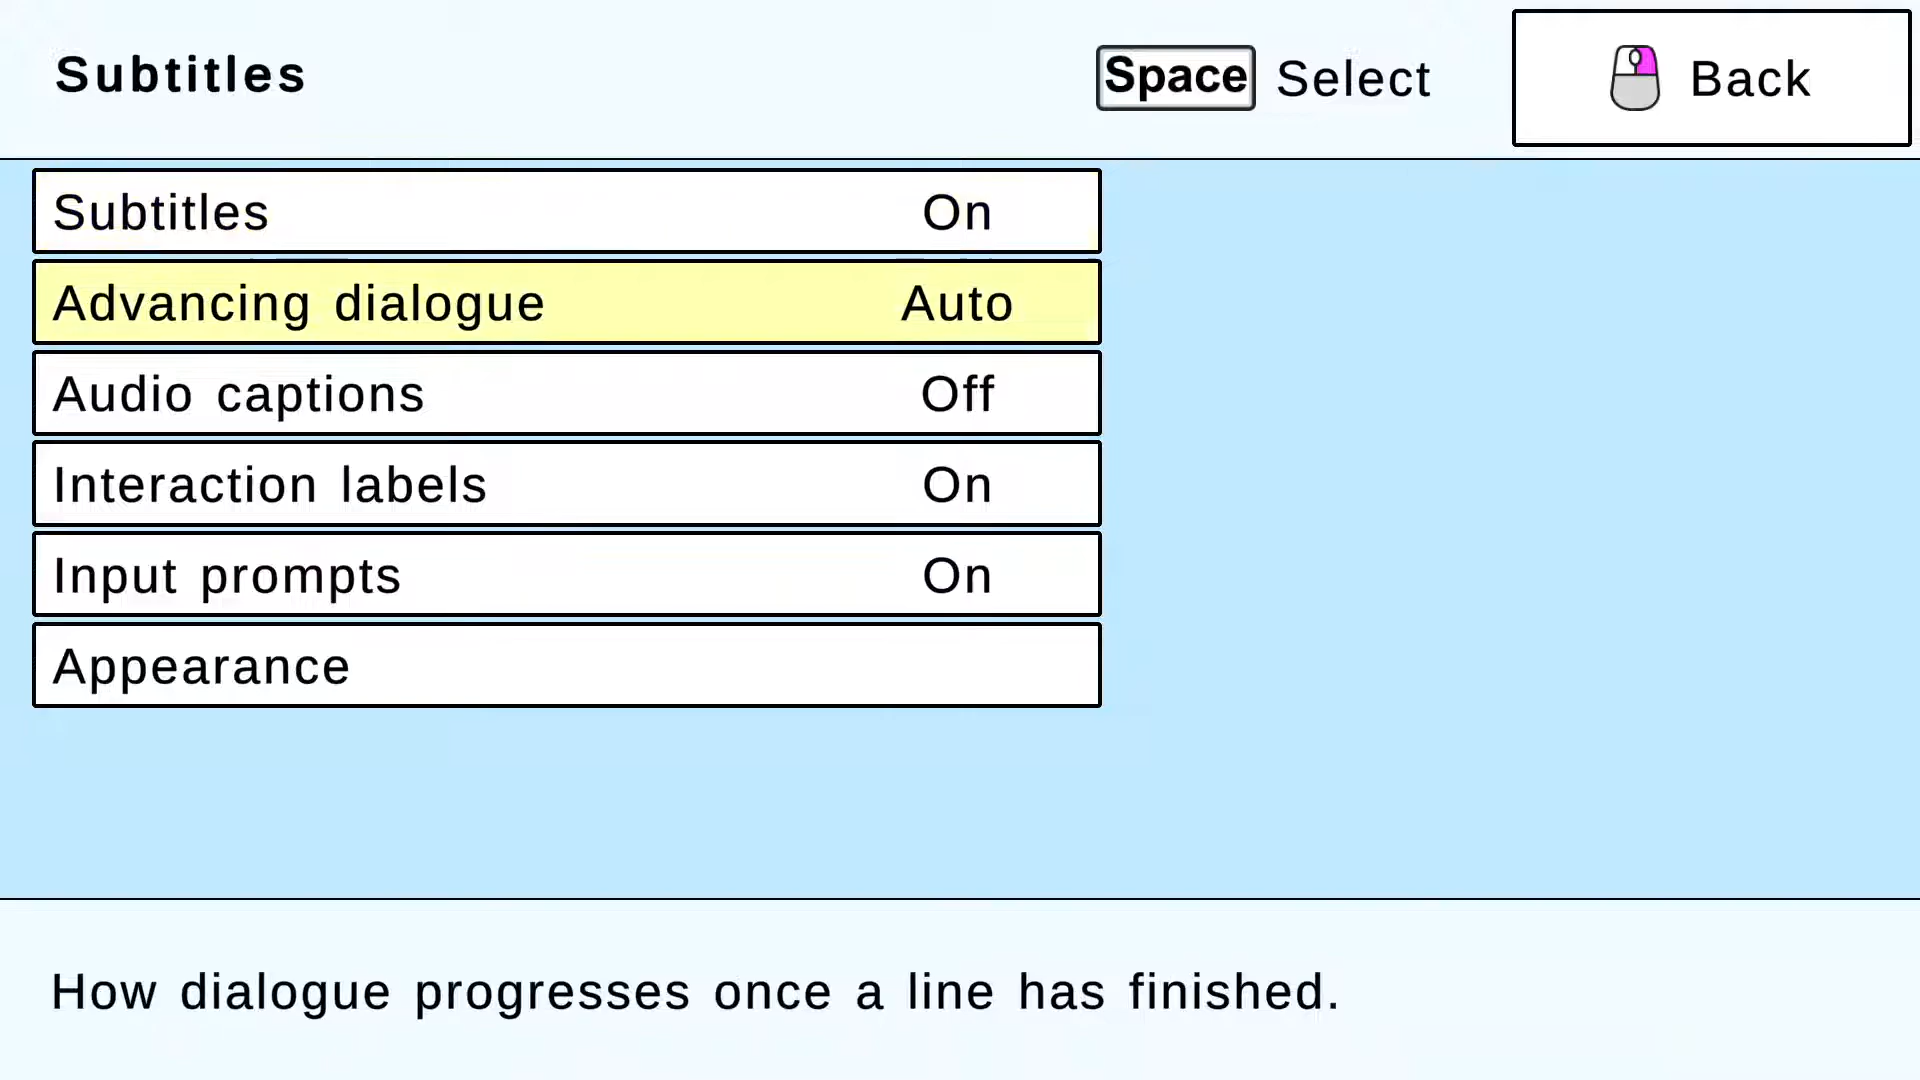 Subtitles
Space Select
Back
Subtitles On
Advancing dialogue Auto
Audio captions Off
Interaction labels On
Input prompts On
Appearance
How dialogue progresses once a line has finished.